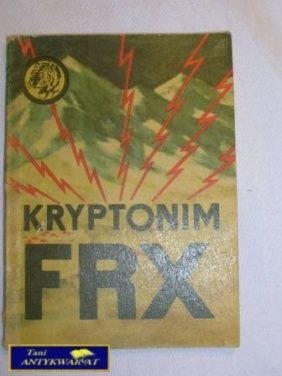 KRYPTONIM
FRX
Tani
ANTYKWARIAT